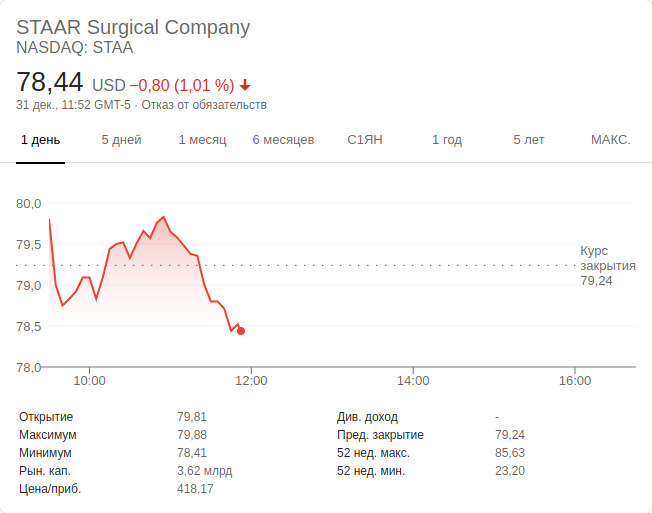 STAAR Surgical Company
NASDAQ: STAA
78,44 USD −0,80 (1,01 %)
31 дек., 11:52 GMT-5 · Отказ от обязательств
1 день 5 дней 1 месяц 6 месяцев С1ЯН 1 год 5 лет МАКС.
80,0
79,5
79,0
78,5
78,0
Курс
закрытия
79,24
10:00 12:00 14:00 16:00
Открытие 79,81 Див. доход -
Максимум 79,88 Пред. закрытие 79,24
Минимум 78,41 52 нед. макс. 85,63
Рын. кап. 3,62 млрд 52 нед. мин. 23,20
Цена/приб. 418,17